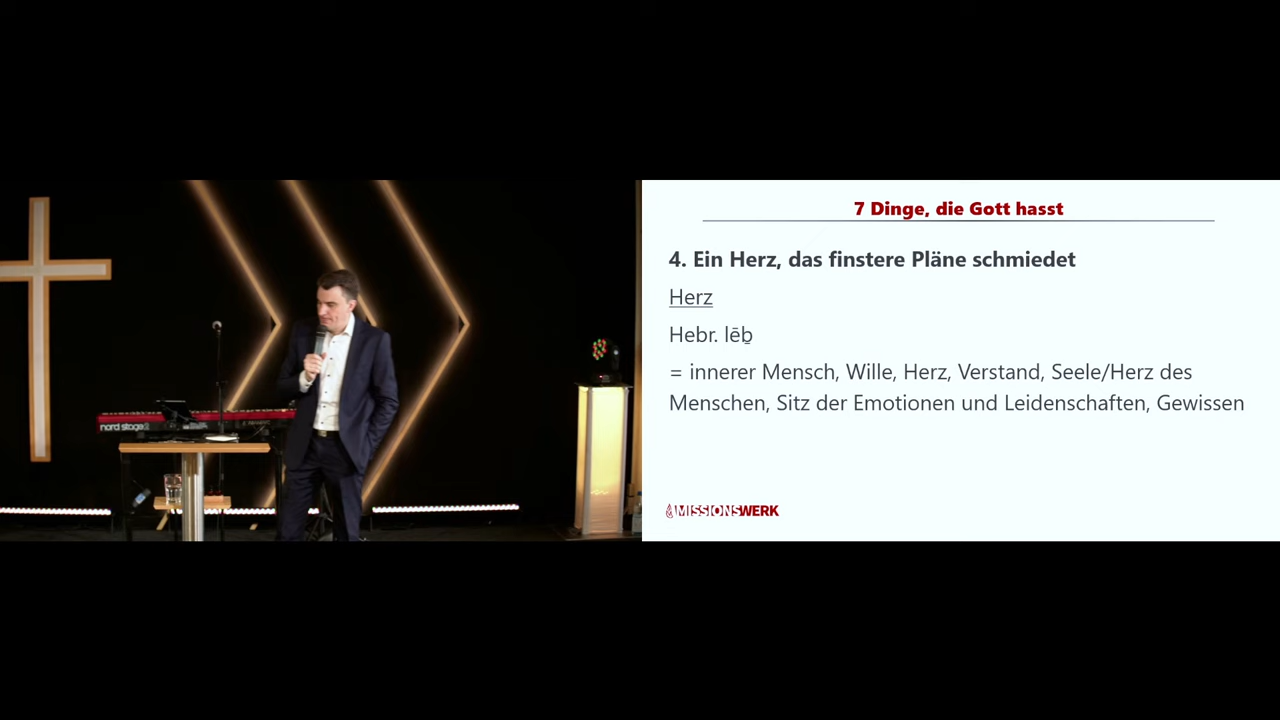 nord stage2
7 Dinge, die Gott hasst
4. Ein Herz, das finstere Pläne schmiedet
Herz
Hebr. lēḇ
= innerer Mensch, Wille, Herz, Verstand, Seele/Herz des
Menschen, Sitz der Emotionen und Leidenschaften, Gewissen
MISSIONSWERK